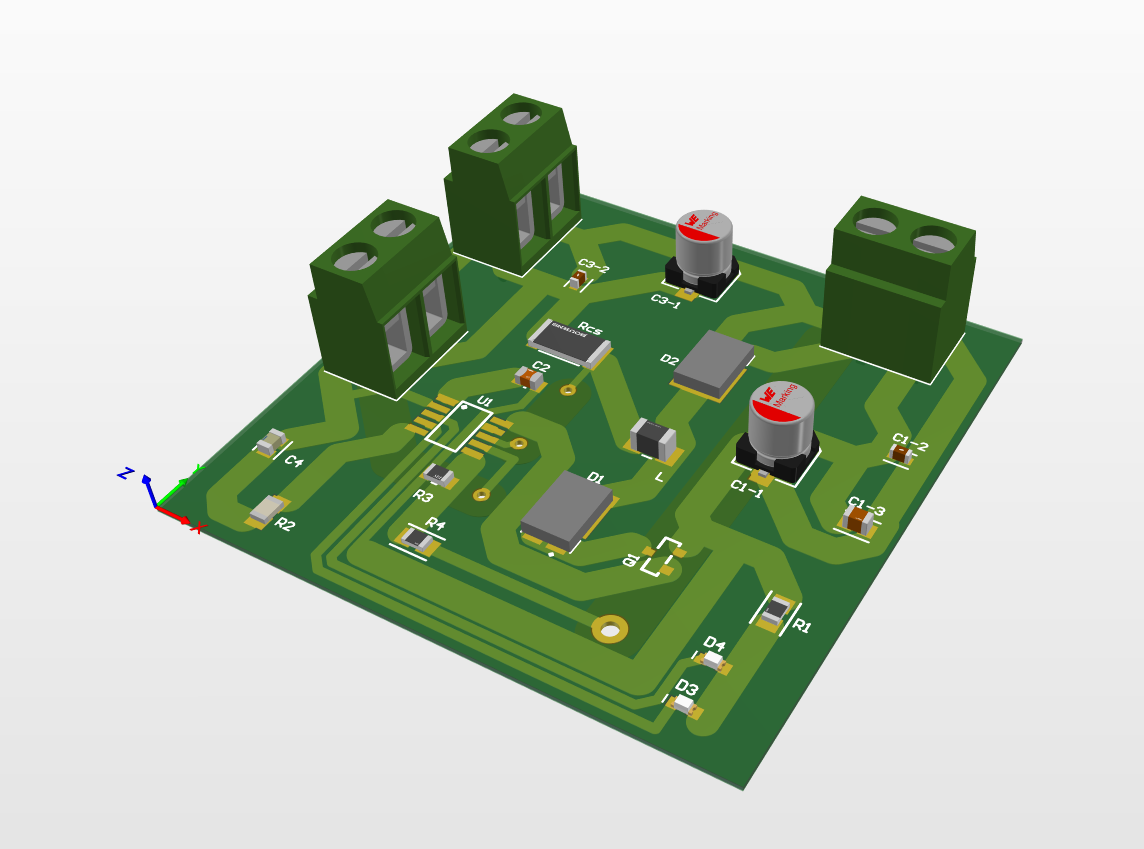 C3-2
WE
Marking
C3-1
Rcs
D2
C2
U1
WE
Marking
C1-2
L
C4
D1
C1-1
R3
C1-3
R2
R4
Q1
R1
D4
D3
Z
Y
X